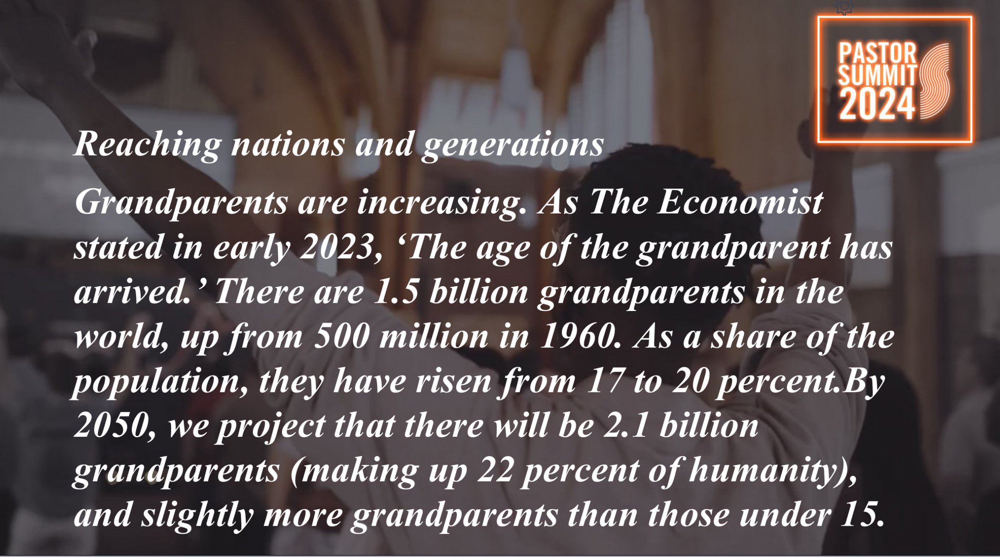 PASTOR
SUMMIT
2024
Reaching nations and generations
Grandparents are increasing. As The Economist
stated in early 2023, ‘The age of the grandparent has
arrived.’ There are 1.5 billion grandparents in the
world, up from 500 million in 1960. As a share of the
population, they have risen from 17 to 20 percent.By
2050, we project that there will be 2.1 billion
grandparents (making up 22 percent of humanity),
and slightly more grandparents than those under 15.